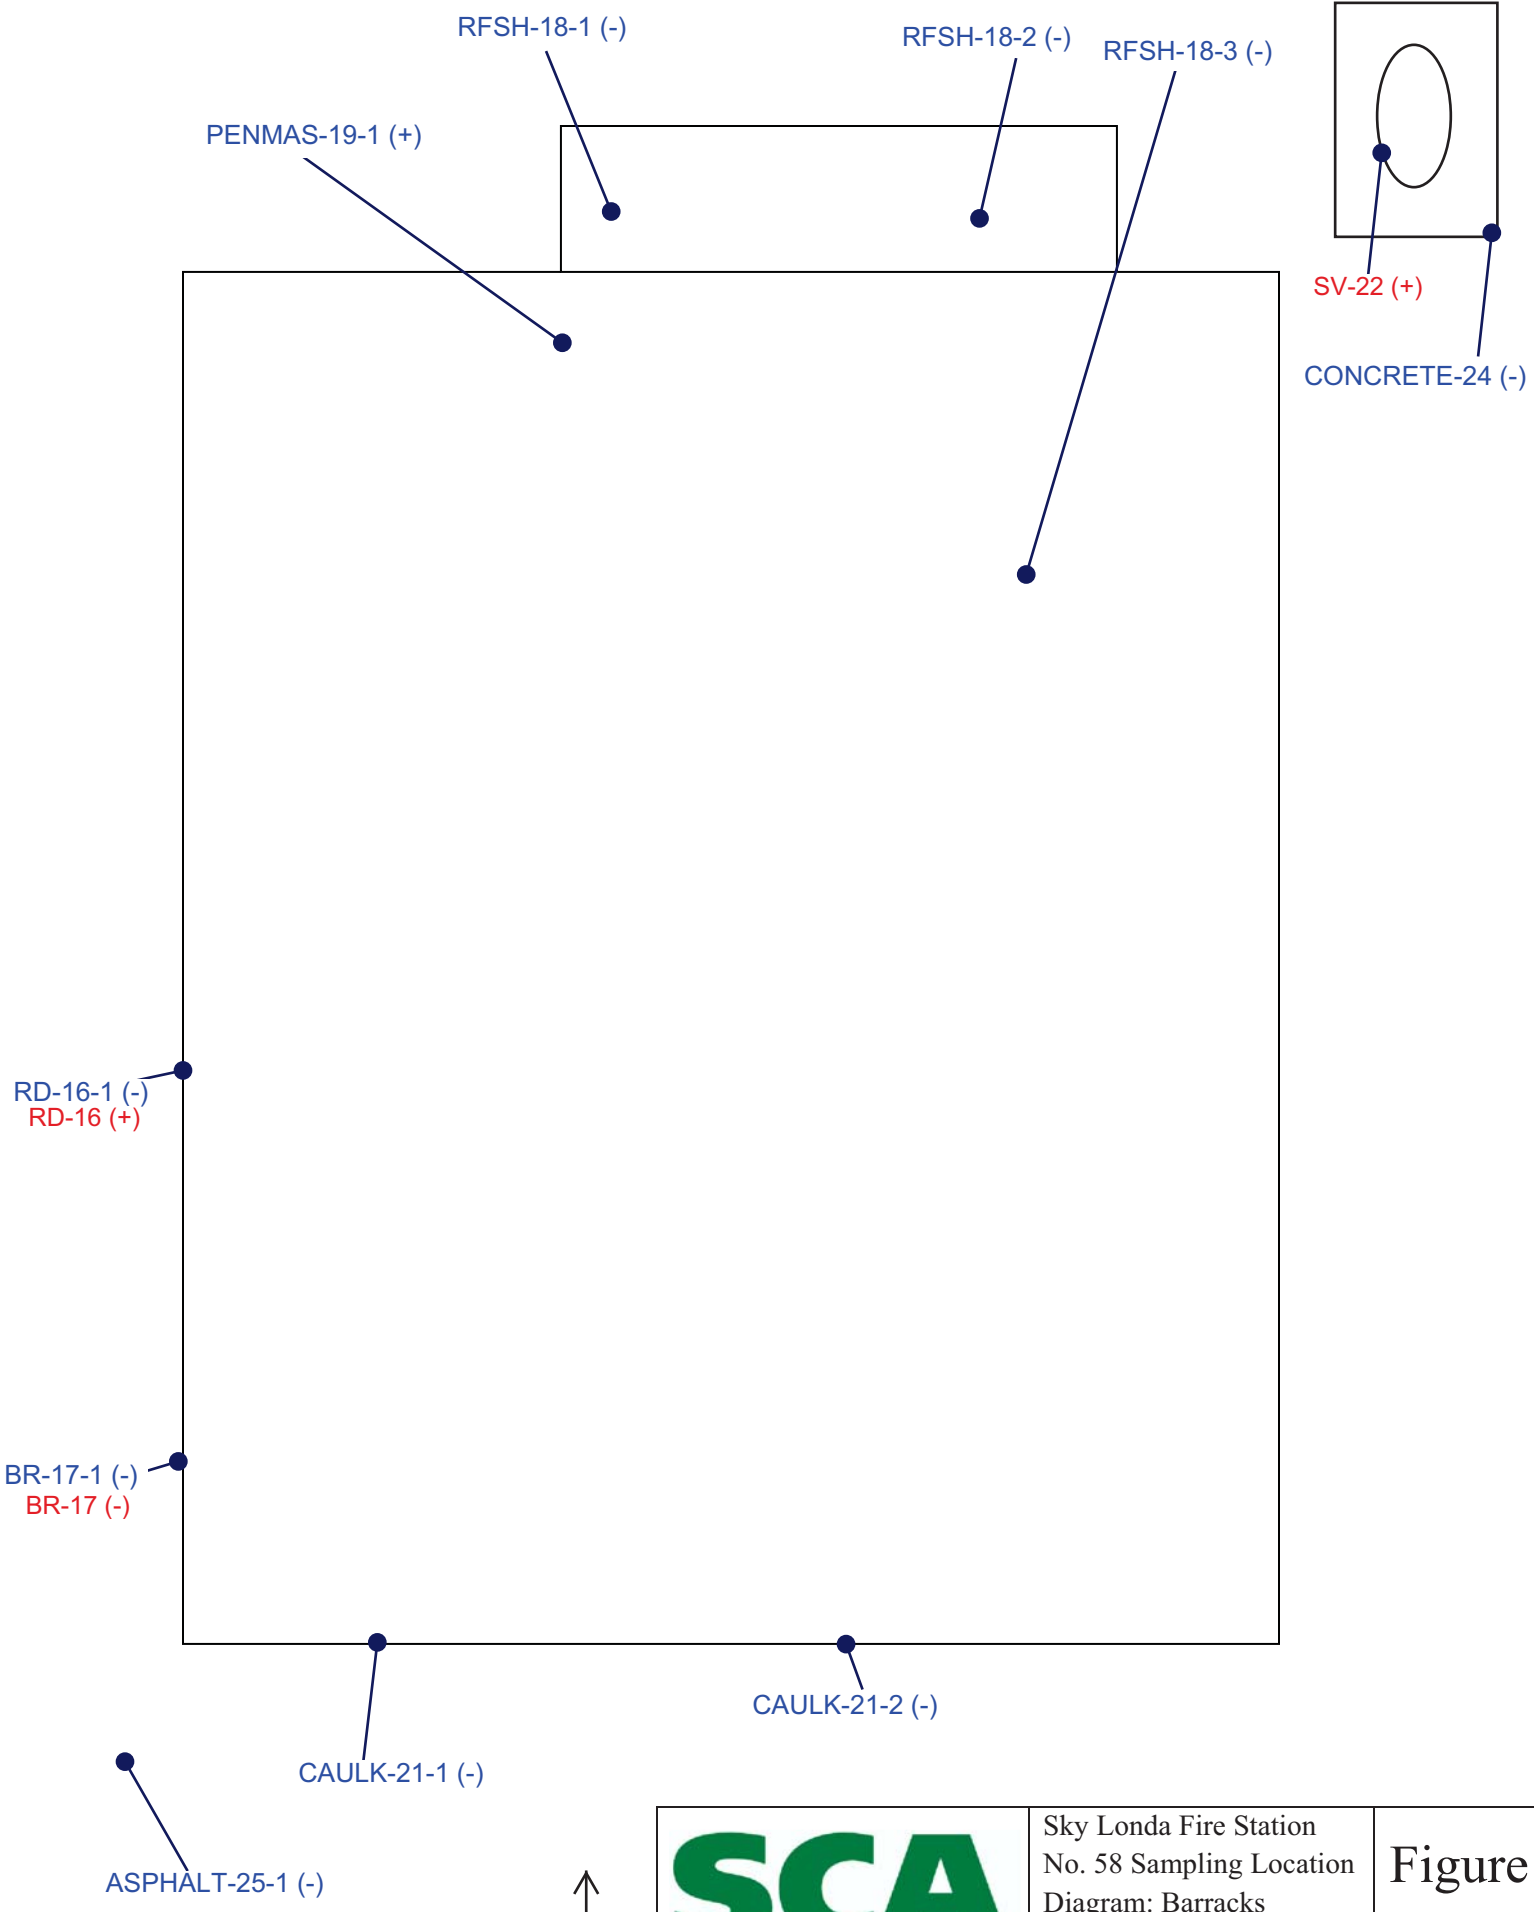 RFSH-18-1 (-)
RFSH-18-2 (-)
RFSH-18-3 (-)
PENMAS-19-1 (+)
SV-22 (+)
CONCRETE-24 (-)
RD-16-1 (-)
RD-16 (+)
BR-17-1 (-)
BR-17 (-)
CAULK-21-2 (-)
CAULK-21-1 (-)
ASPHALT-25-1 (-)
SCA
Sky Londa Fire Station
No. 58 Sampling Location
Diagram: Barracks
Figure